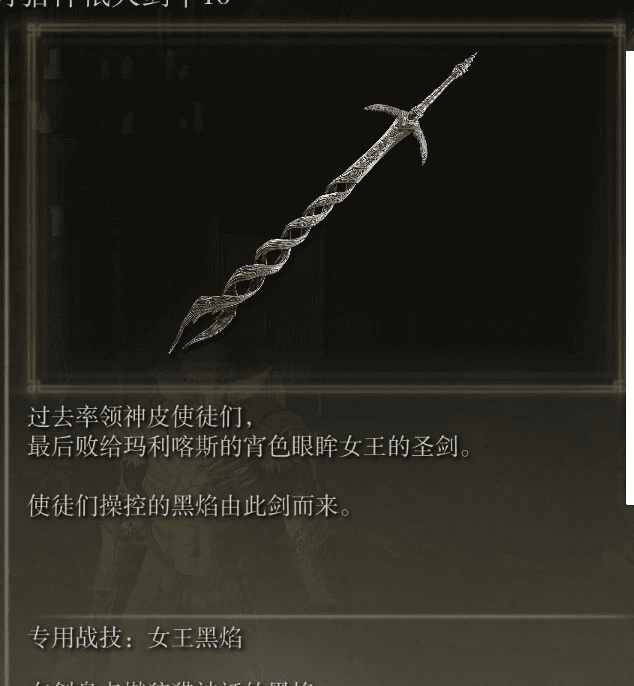 过去率领神皮使徒们，
最后败给玛利喀斯的宵色眼眸女王的圣剑。
使徒们操控的黑焰由此剑而来。
专用战技：女王黑焰